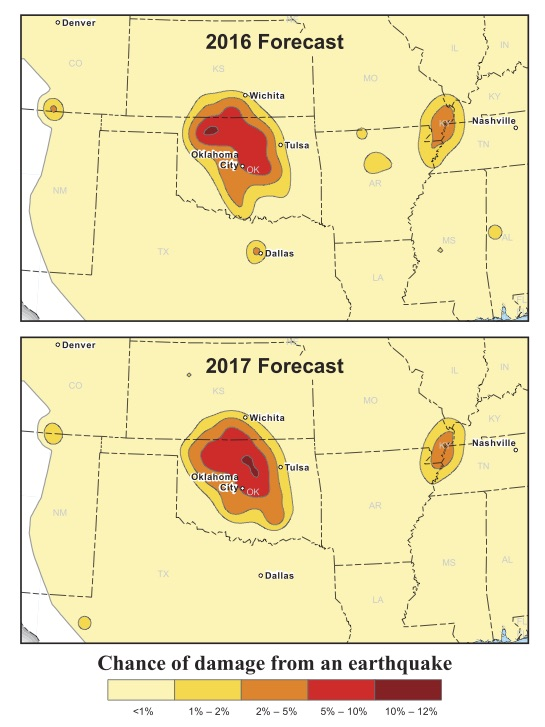 Denver
2016 Forecast
CO
KS
MO
IL
IN
KY
Wichita
Nashville
TN
Tulsa
Oklahoma
City
OK
AR
NM
TX
Dallas
MS
AL
LA
Denver
2017 Forecast
CO
KS
MO
IL
IN
KY
Wichita
Nashville
TN
Tulsa
Oklahoma
City
OK
AR
NM
TX
Dallas
MS
AL
LA
Chance of damage from an earthquake
<1% 1% – 2% 2% – 5% 5% – 10% 10% – 12%